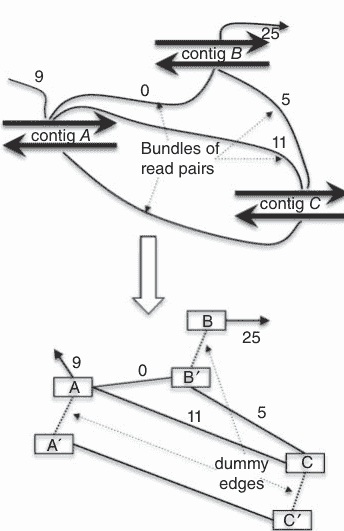 25
contig B
9
0
5
contig A
11
Bundles of
read pairs
contig C
B
25
9
0
B′
A
11
5
A′
C
dummy
edges
C′